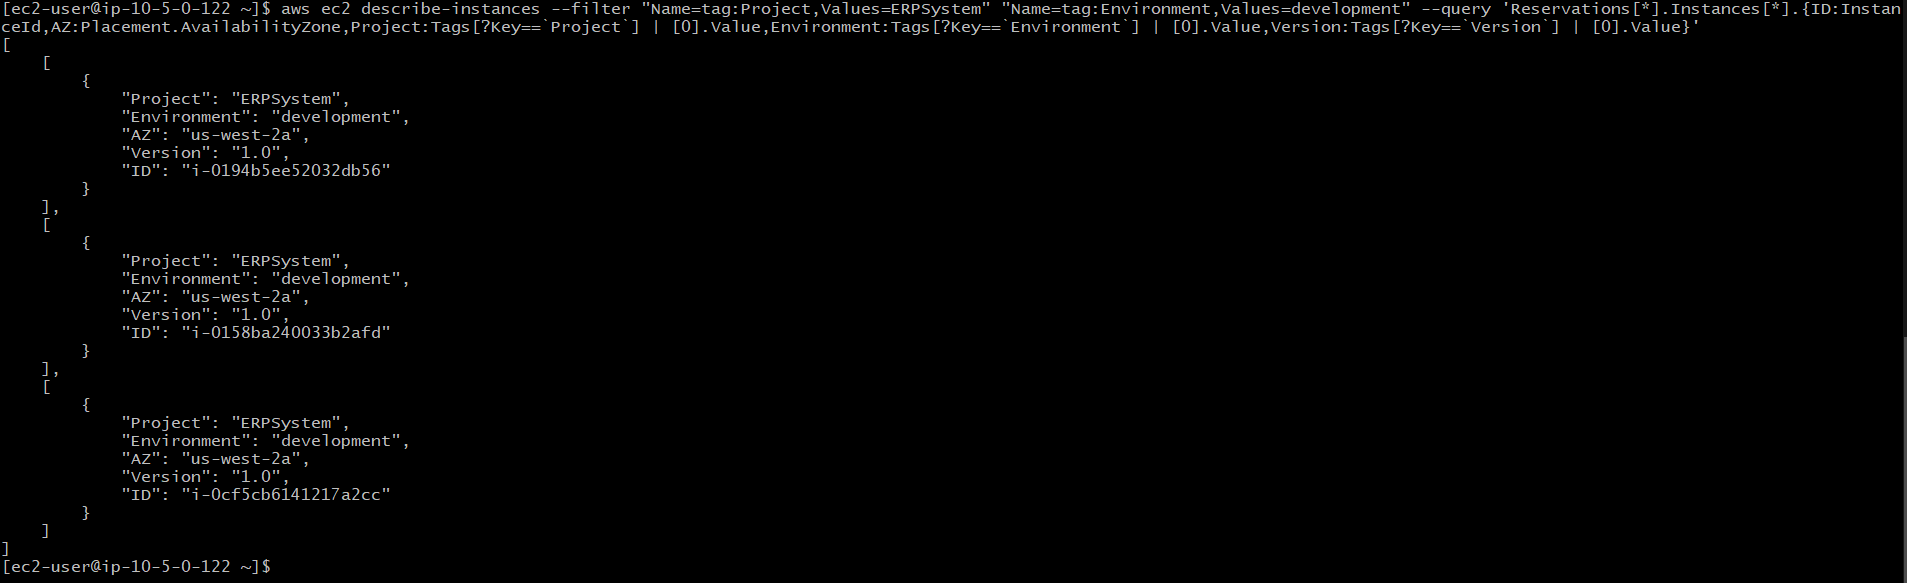 [ec2-user@ip-10-5-0-122 ~]$ aws ec2 describe-instances --filter "Name=tag:Project,Values=ERPSystem" "Name=tag:Environment,Values=development" --query 'Reservations[*].Instances[*].{ID:Instan
ceId,AZ:Placement.AvailabilityZone,Project:Tags[?Key==`Project`] | [0].Value,Environment:Tags[?Key==`Environment`] | [0].Value,Version:Tags[?Key==`Version`] | [0].Value}'
[
    [
        {
            "Project": "ERPSystem",
            "Environment": "development",
            "AZ": "us-west-2a",
            "Version": "1.0",
            "ID": "i-0194b5ee52032db56"
        }
    ],
    [
        {
            "Project": "ERPSystem",
            "Environment": "development",
            "AZ": "us-west-2a",
            "Version": "1.0",
            "ID": "i-0158ba240033b2afd"
        }
    ],
    [
        {
            "Project": "ERPSystem",
            "Environment": "development",
            "AZ": "us-west-2a",
            "Version": "1.0",
            "ID": "i-0cf5cb6141217a2cc"
        }
    ]
]
[ec2-user@ip-10-5-0-122 ~]$